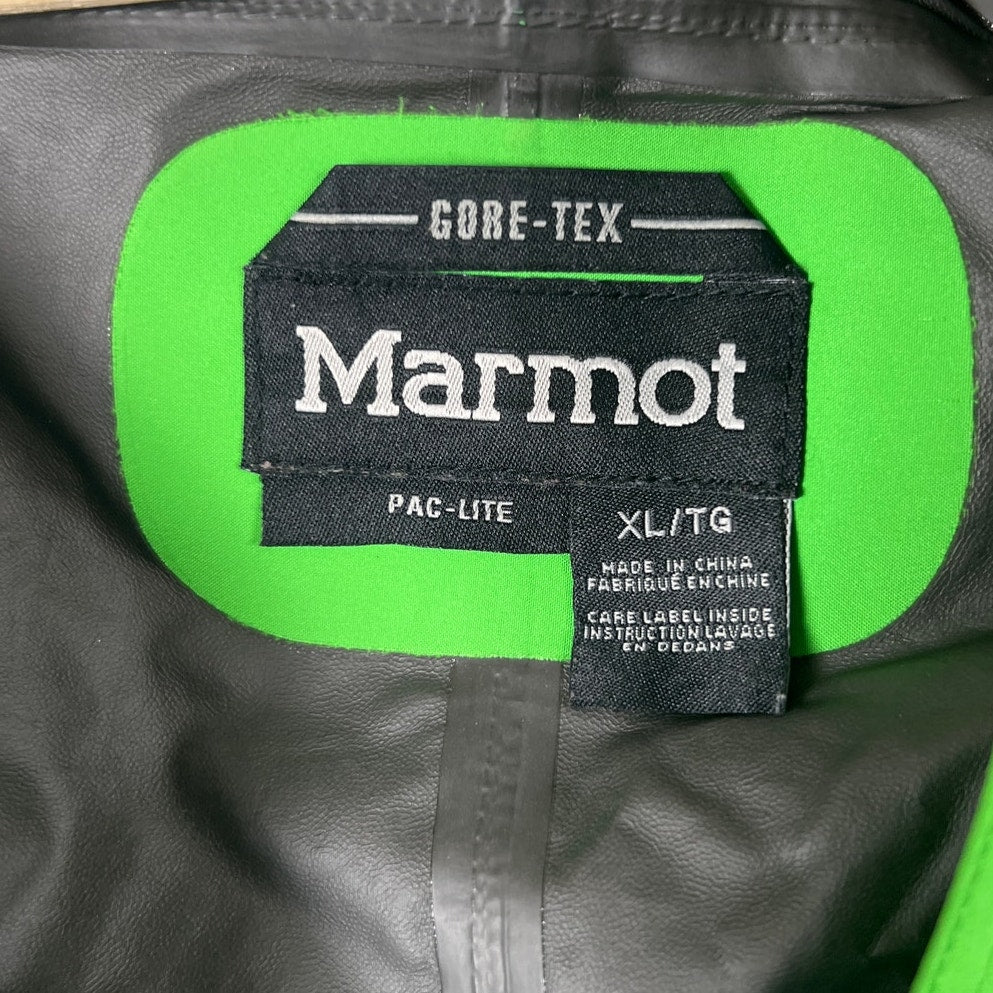 GORE-TEX
Marmot
PAC-LITE
XL/TG
MADE IN CHINA
FABRIQUÉ EN CHINE
CARE LABEL INSIDE
INSTRUCTION LAVAGE
EN DEDANS